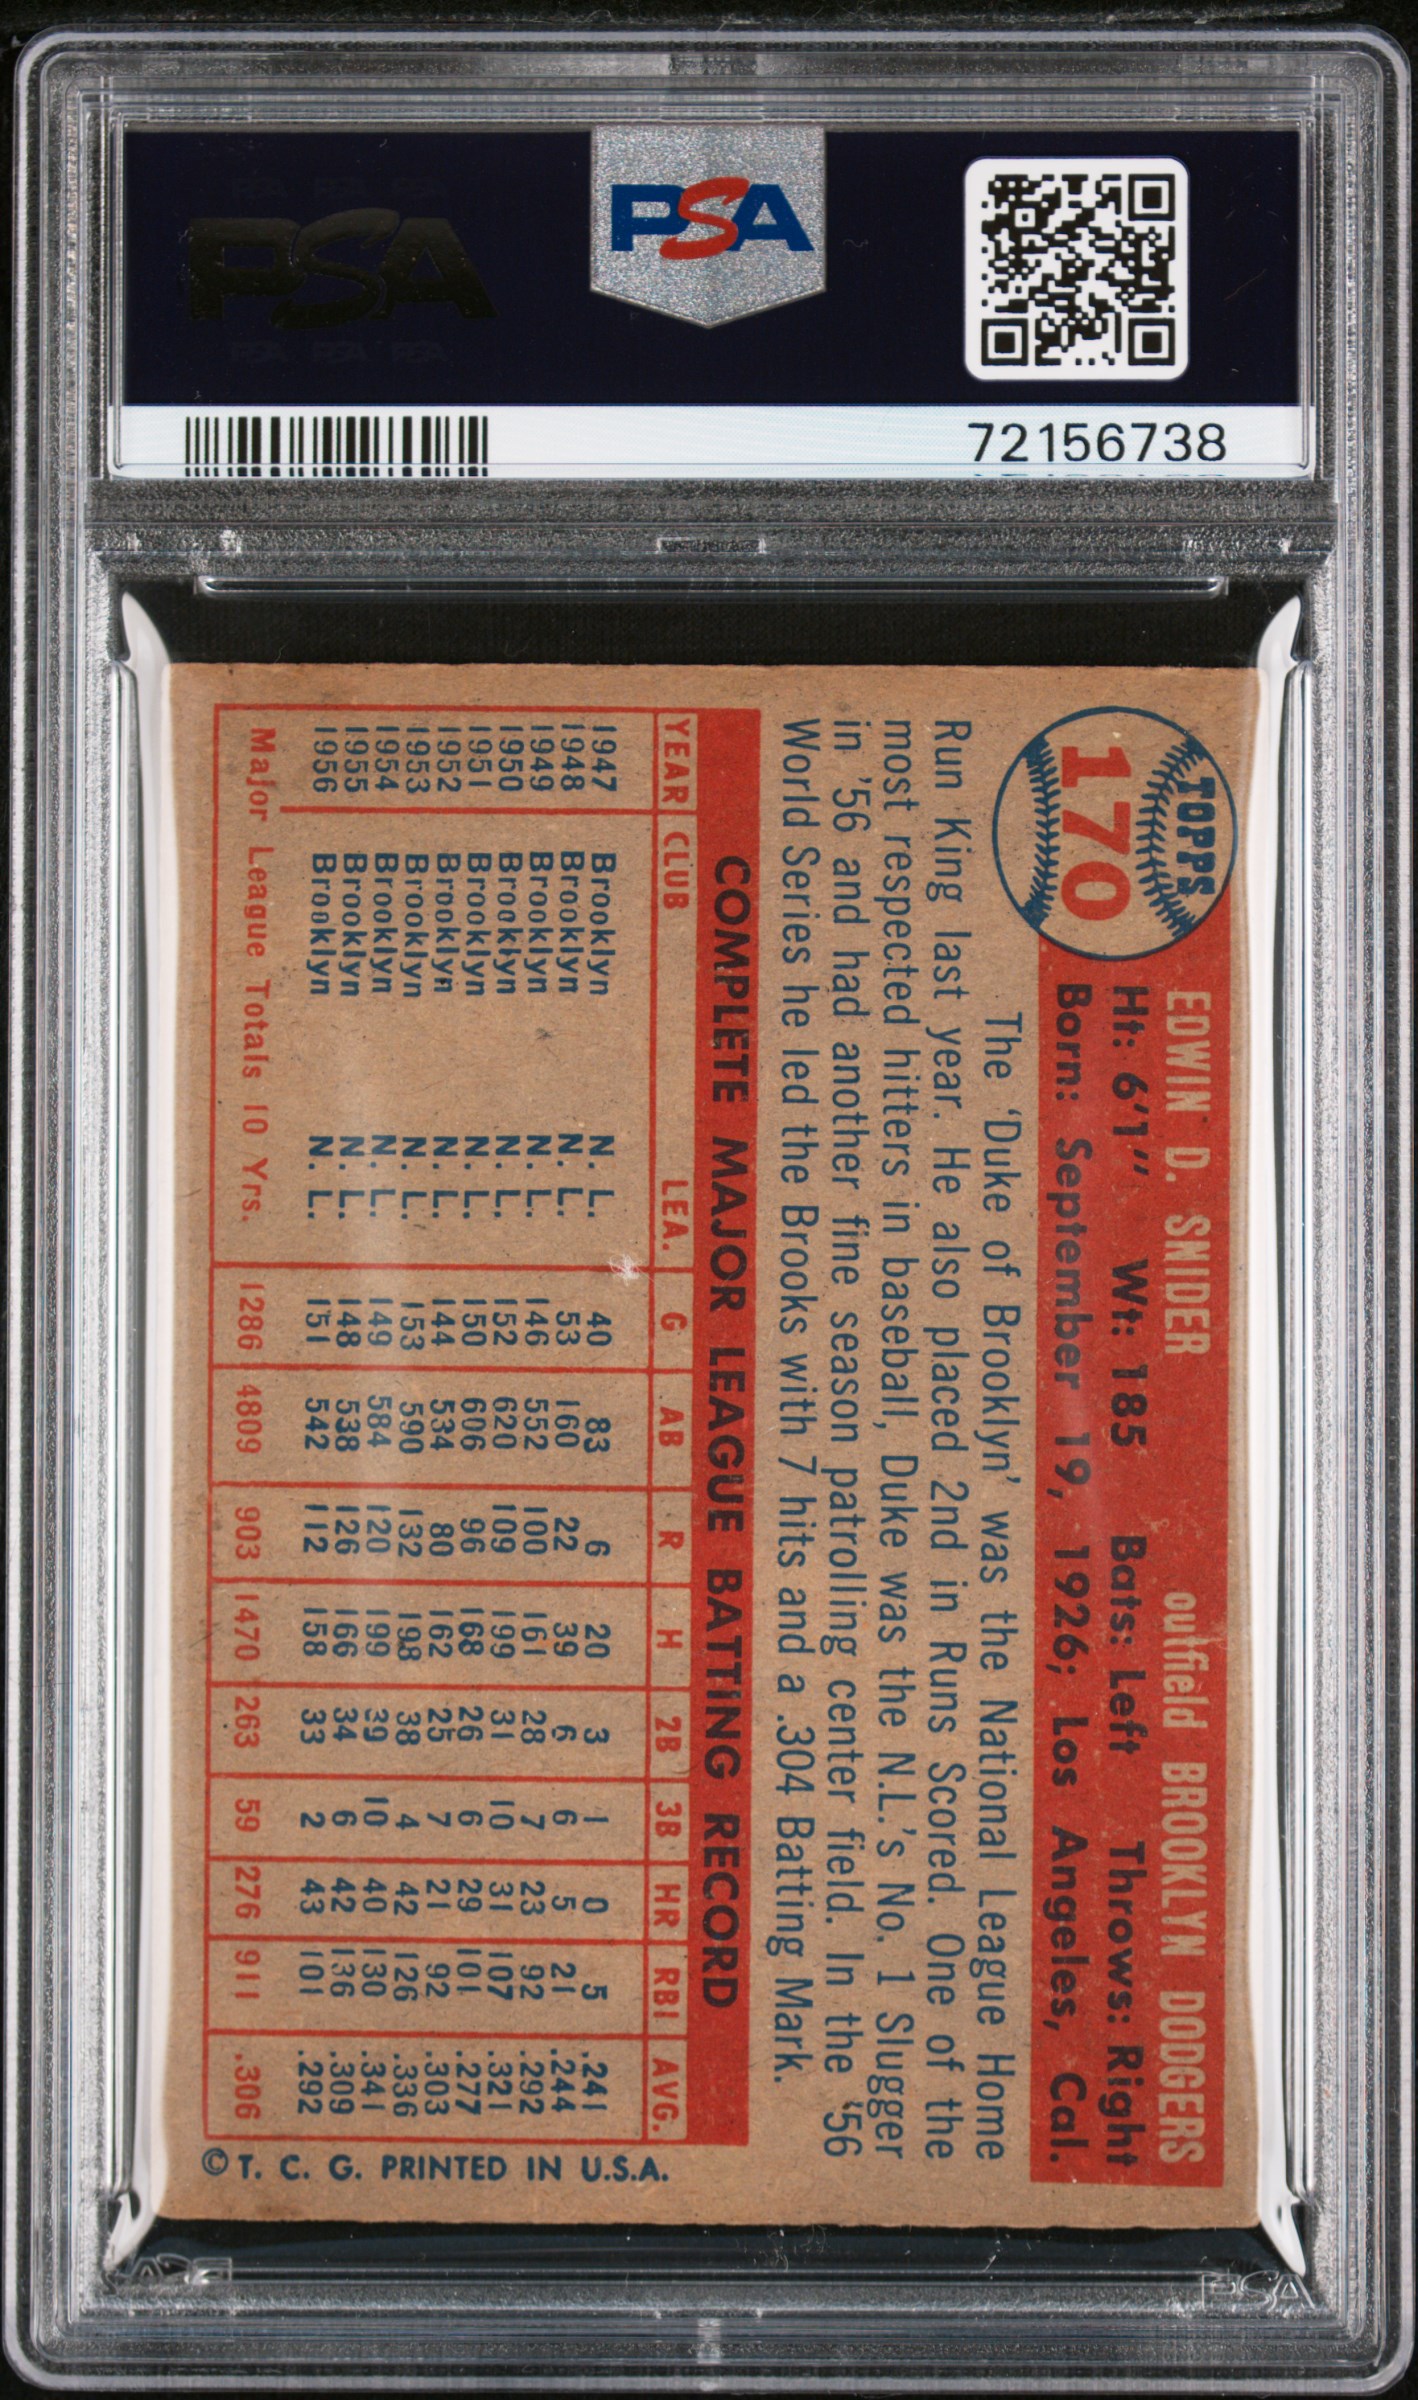 PSA
PSA
72156738
TOPPS
170
EDWIN D. SNIDER outfield BROOKLYN DODGERS
Ht: 6'1" Wt: 185 Bats: Left Throws: Right
Born: September 19, 1926; Los Angeles, Cal.
The 'Duke of Brooklyn' was the National League Home
Run King last year. He also placed 2nd in Runs Scored. One of the
most respected hitters in baseball, Duke was the N.L.'s No. 1 Slugger
in '56 and had another fine season patrolling center field. In the '56
World Series he led the Brooks with 7 hits and a .304 Batting Mark.
COMPLETE MAJOR LEAGUE BATTING RECORD
YEAR CLUB LEA. G AB R H 2B 3B HR RBI AVG.
1947 Brooklyn N. L. 40 83 6 20 3 1 0 5 .241
1948 Brooklyn N. L. 53 160 22 39 6 6 5 21 .244
1949 Brooklyn N. L. 146 552 100 161 28 7 23 92 .292
1950 Brooklyn N. L. 152 620 109 199 31 10 31 107 .321
1951 Brooklyn N. L. 150 606 96 168 26 6 29 101 .277
1952 Brooklyn N. L. 144 534 80 162 25 7 21 92 .303
1953 Brooklyn N. L. 153 590 132 198 38 4 42 126 .336
1954 Brooklyn N. L. 149 584 120 199 39 10 40 130 .341
1955 Brooklyn N. L. 148 538 126 166 34 6 42 136 .309
1956 Brooklyn N. L. 151 542 112 158 33 2 43 101 .292
Major League Totals 10 Yrs. 1286 4809 903 1470 263 59 276 911 .306
© T. C. G. PRINTED IN U.S.A.
PSA